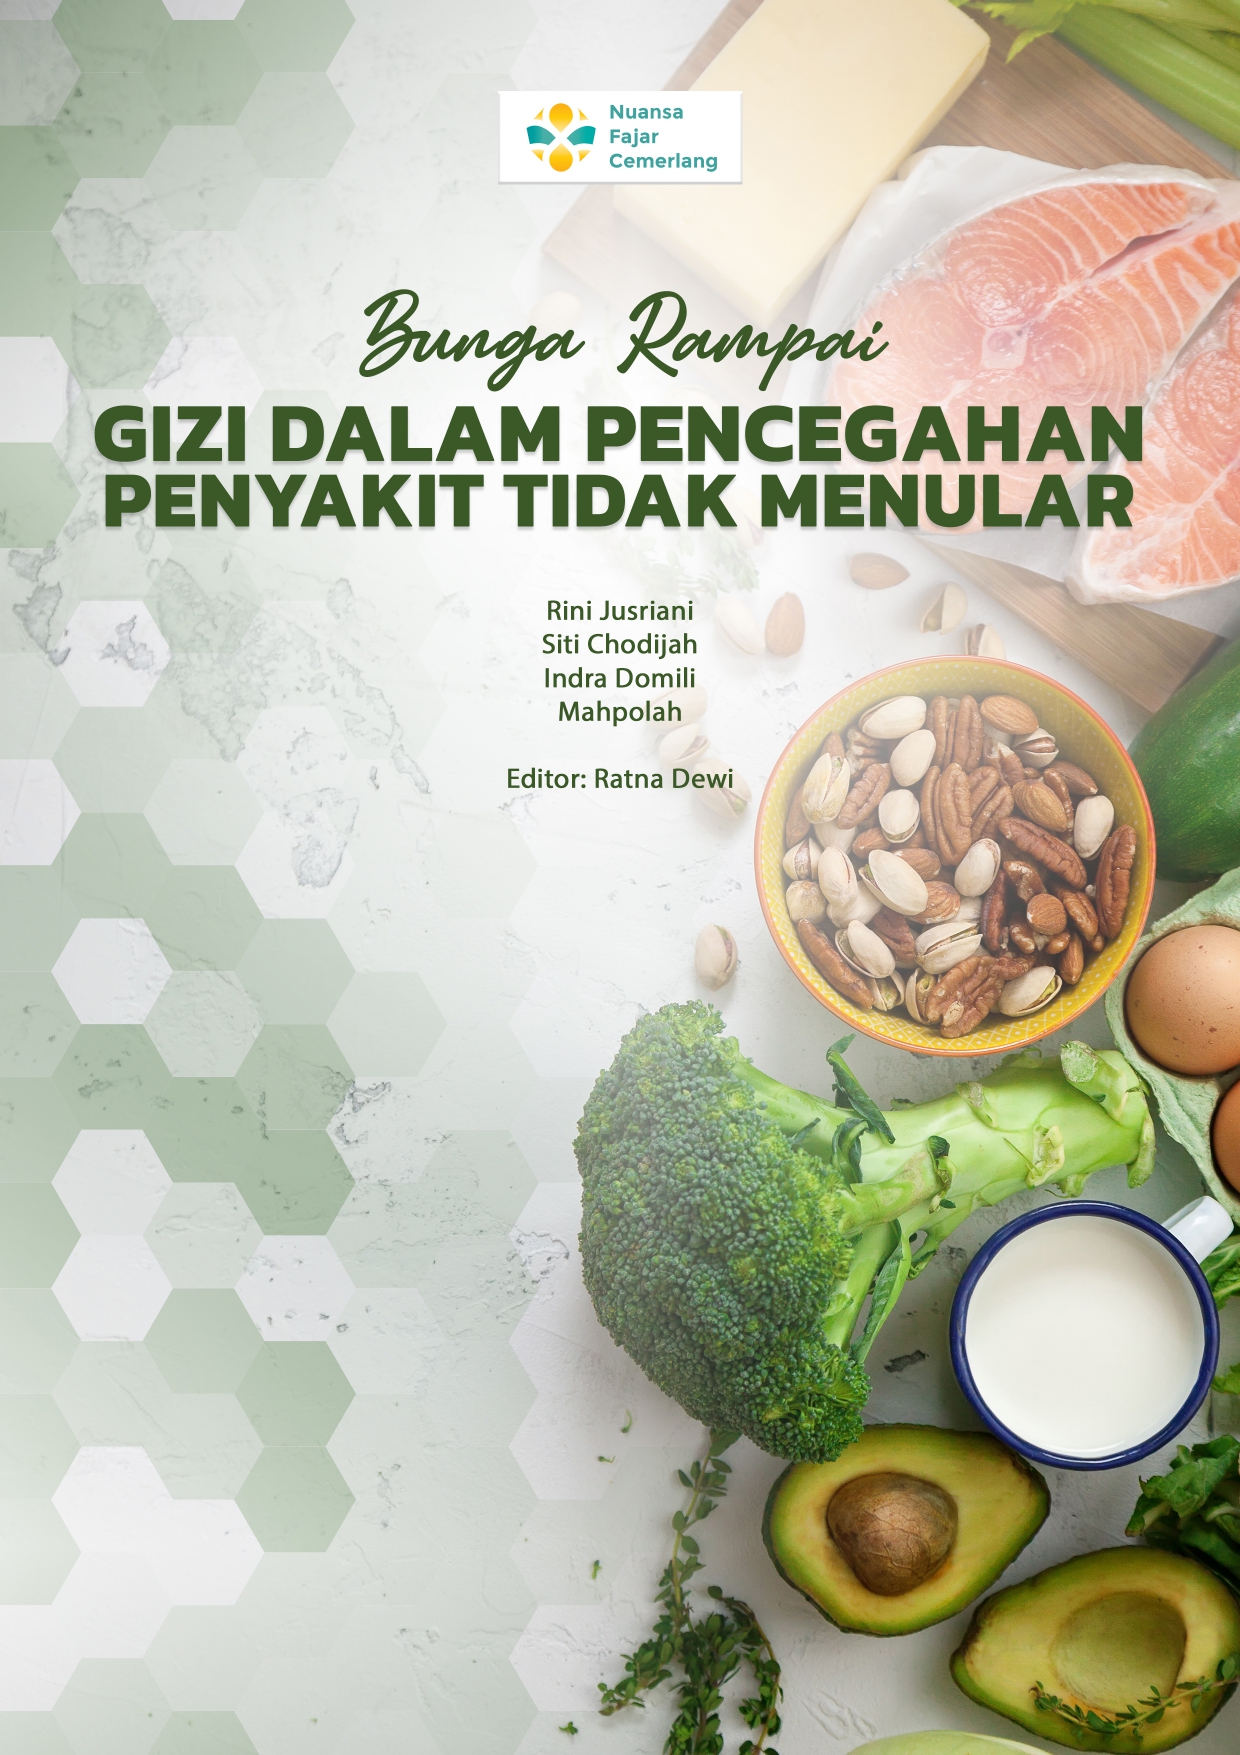 Nuansa
Fajar
Cemerlang
Bunga Rampai
GIZI DALAM PENCEGAHAN
PENYAKIT TIDAK MENULAR
Rini Jusriani
Siti Chodijah
Indra Domili
Mahpolah
Editor: Ratna Dewi